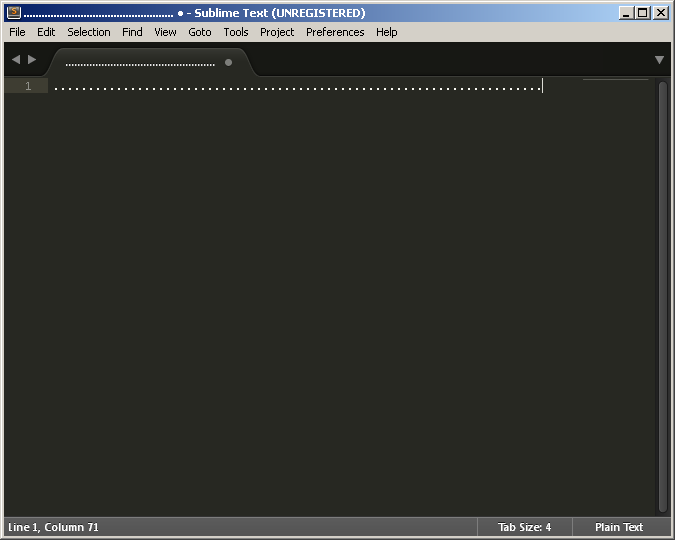 .................................................. • - Sublime Text (UNREGISTERED)
File Edit Selection Find View Goto Tools Project Preferences Help
..................................................
1 ......................................................................
Line 1, Column 71 Tab Size: 4 Plain Text